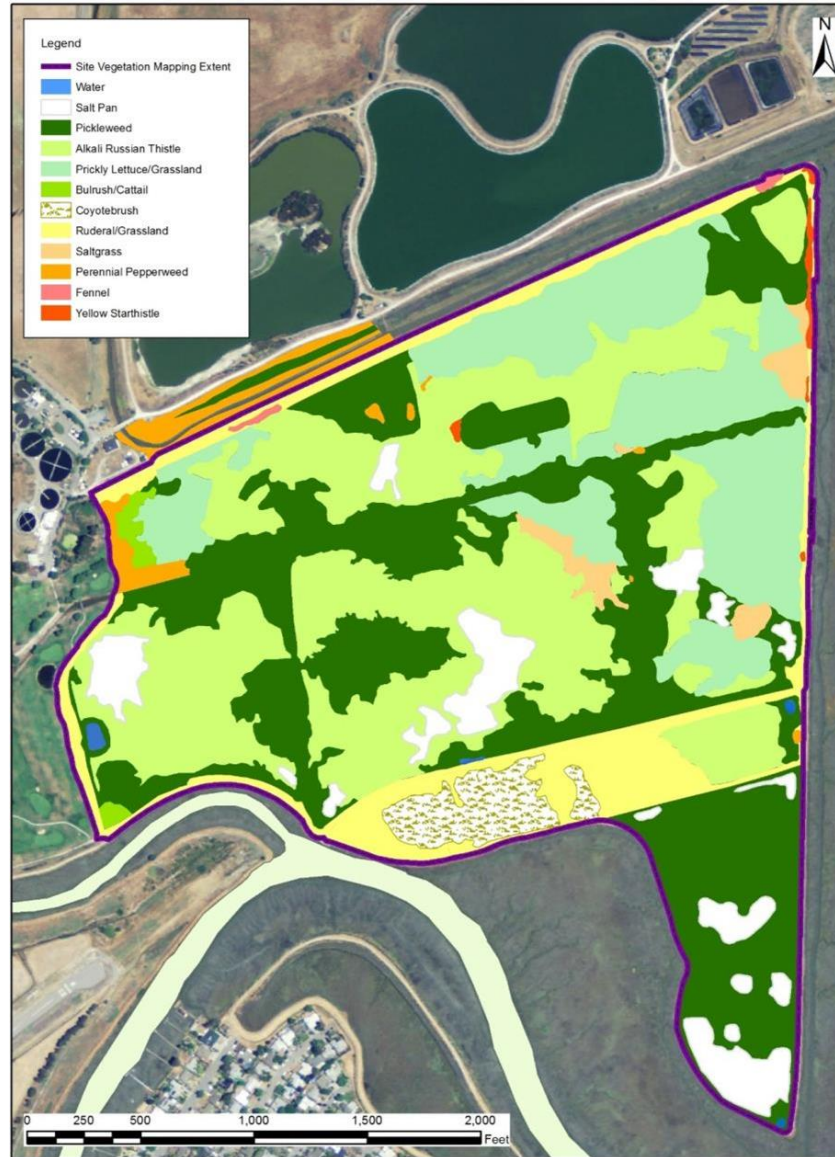 Legend
Site Vegetation Mapping Extent
Water
Salt Pan
Pickleweed
Alkali Russian Thistle
Prickly Lettuce/Grassland
Bulrush/Cattail
Coyotebrush
Ruderal/Grassland
Saltgrass
Perennial Pepperweed
Fennel
Yellow Starthistle
N
0 250 500 1,000 1,500 2,000
Feet